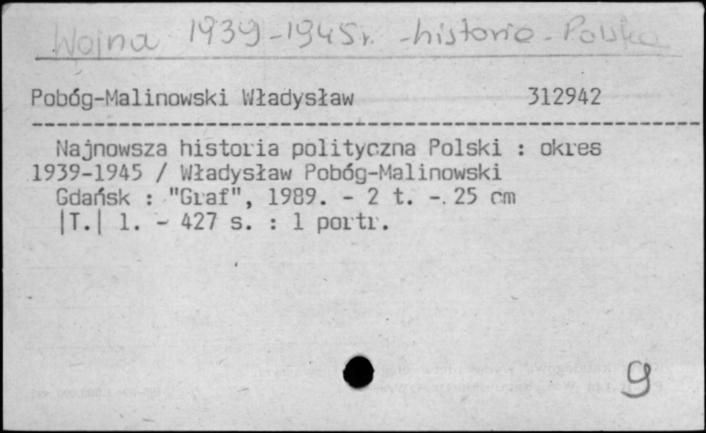 Wojna 1939-1945r. - historia - Polska
Pobóg-Malinowski Władysław 312942
Najnowsza historia polityczna Polski : okres
1939-1945 / Władysław Pobóg-Malinowski
Gdańsk : "Graf", 1989. - 2 t. - 25 cm
|T.| 1. - 427 s. : 1 portr.
9